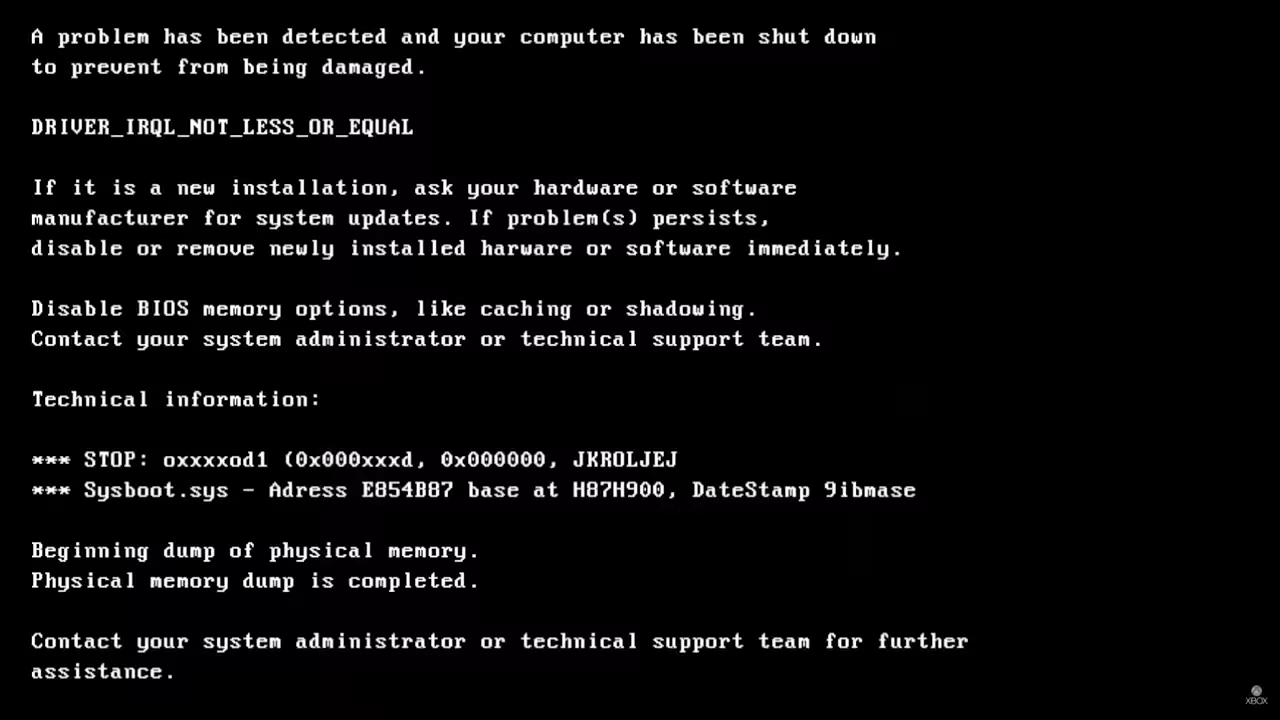 A problem has been detected and your computer has been shut down
to prevent from being damaged.
DRIVER_IRQL_NOT_LESS_OR_EQUAL
If it is a new installation, ask your hardware or software
manufacturer for system updates. If problem(s) persists,
disable or remove newly installed harware or software immediately.
Disable BIOS memory options, like caching or shadowing.
Contact your system administrator or technical support team.
Technical information:
*** STOP: oxxxxod1 (0x000xxxd, 0x000000, JKROLJEJ
*** Sysboot.sys - Adress E854B87 base at H87H900, DateStamp 9ibmase
Beginning dump of physical memory.
Physical memory dump is completed.
Contact your system administrator or technical support team for further
assistance.
XBOX